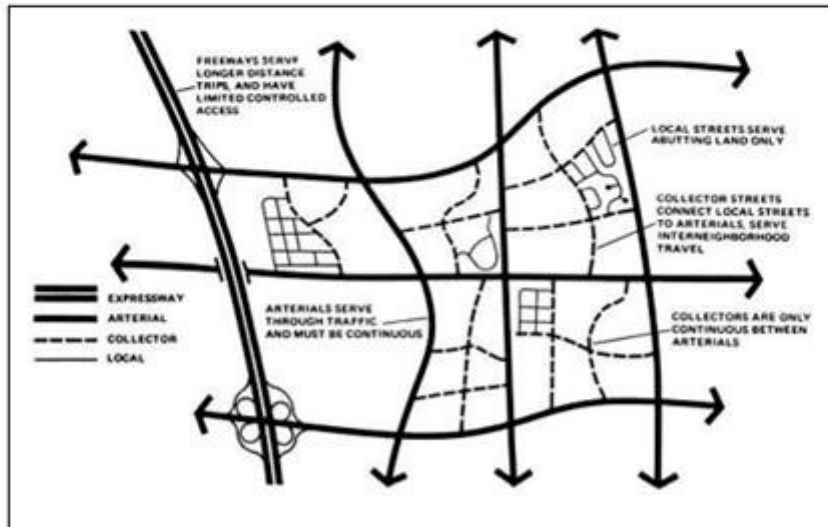 FREEWAYS SERVE
LONGER DISTANCE
TRIPS, AND HAVE
LIMITED CONTROLLED
ACCESS
LOCAL STREETS SERVE
ABUTTING LAND ONLY
COLLECTOR STREETS
CONNECT LOCAL STREETS
TO ARTERIALS, SERVE
INTERNEIGHBORHOOD
TRAVEL
EXPRESSWAY
ARTERIAL
COLLECTOR
LOCAL
ARTERIALS SERVE
THROUGH TRAFFIC
AND MUST BE CONTINUOUS
COLLECTORS ARE ONLY
CONTINUOUS BETWEEN
ARTERIALS